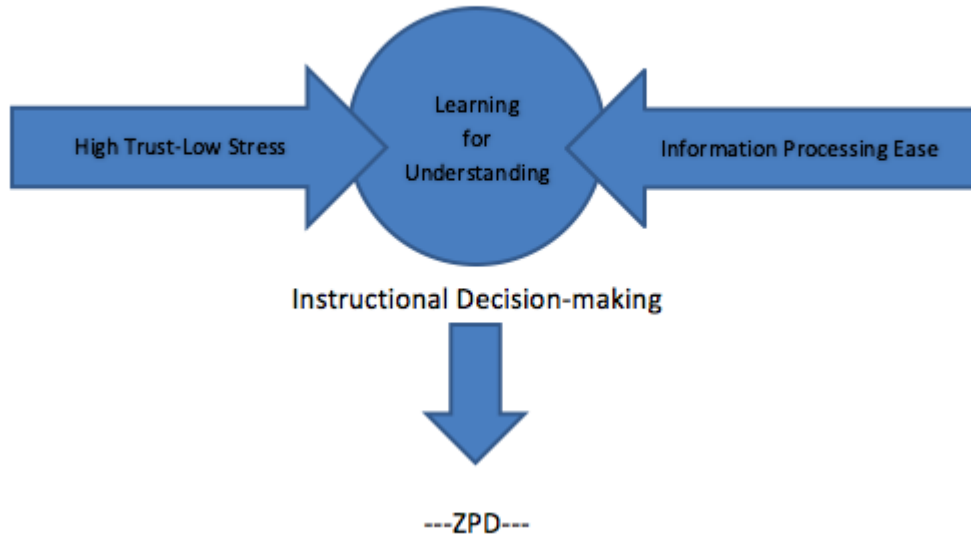 Learning
for
Understanding
High Trust-Low Stress
Information Processing Ease
Instructional Decision-making
---ZPD---